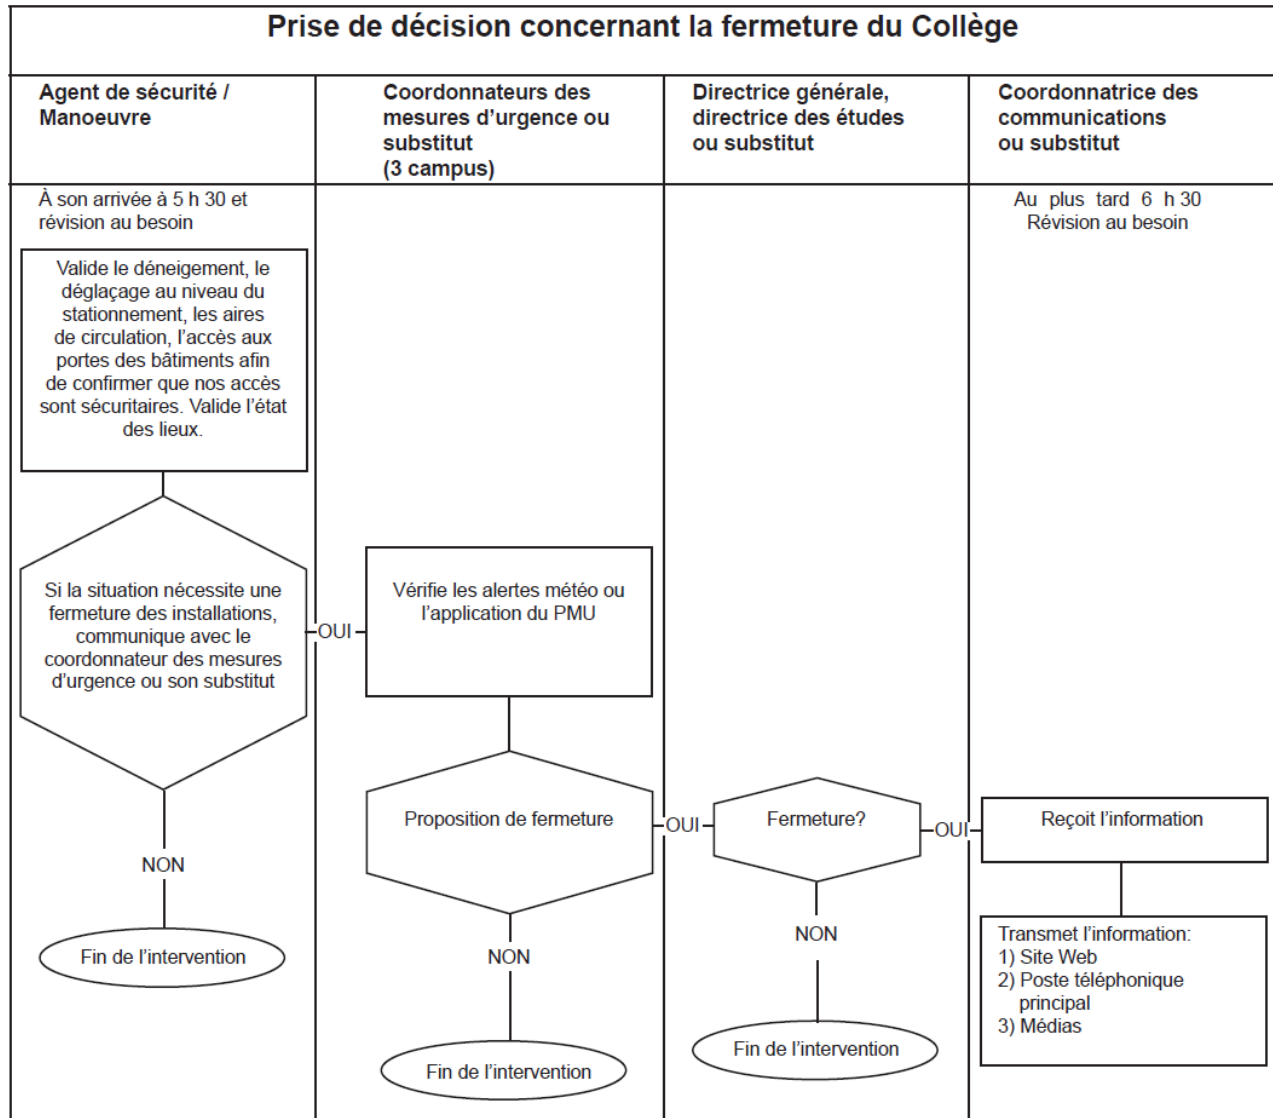 Prise de décision concernant la fermeture du Collège
Agent de sécurité /
Manoeuvre
Coordonnateurs des
mesures d'urgence ou
substitut
(3 campus)
Directrice générale,
directrice des études
ou substitut
Coordonnatrice des
communications
ou substitut
À son arrivée à 5 h 30 et
révision au besoin
Au plus tard 6 h 30
Révision au besoin
Valide le déneigement, le
déglaçage au niveau du
stationnement, les aires
de circulation, l'accès aux
portes des bâtiments afin
de confirmer que nos accès
sont sécuritaires. Valide l'état
des lieux.
Si la situation nécessite une
fermeture des installations,
communique avec le
coordonnateur des mesures
d'urgence ou son substitut
OUI
Vérifie les alertes météo ou
l'application du PMU
NON
Fin de l'intervention
Proposition de fermeture
OUI
Fermeture?
OUI
Reçoit l'information
NON
Fin de l'intervention
NON
Fin de l'intervention
Transmet l'information:
1) Site Web
2) Poste téléphonique
principal
3) Médias